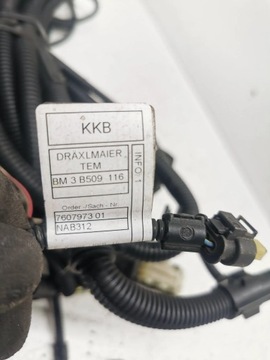 KKB
DRÄXLMAIER
TEM
BM 3 B509 116
INFO: 1
Order-/Sach-Nr.
7607973 01
NAB312